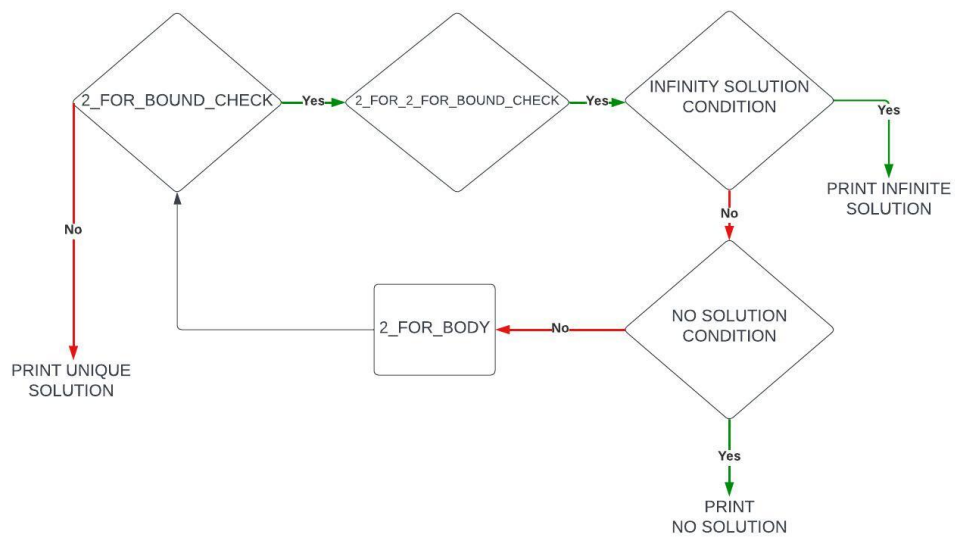 2_FOR_BOUND_CHECK
Yes
2_FOR_2_FOR_BOUND_CHECK
Yes
INFINITY SOLUTION
CONDITION
Yes
PRINT INFINITE
SOLUTION
No
No
NO SOLUTION
CONDITION
No
2_FOR_BODY
PRINT UNIQUE
SOLUTION
Yes
PRINT
NO SOLUTION